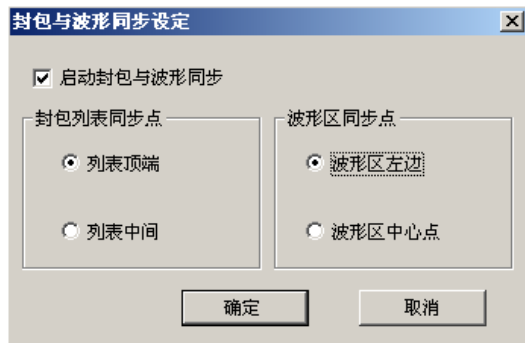 封包与波形同步设定
启动封包与波形同步
封包列表同步点
波形区同步点
列表顶端
波形区左边
列表中间
波形区中心点
确定
取消